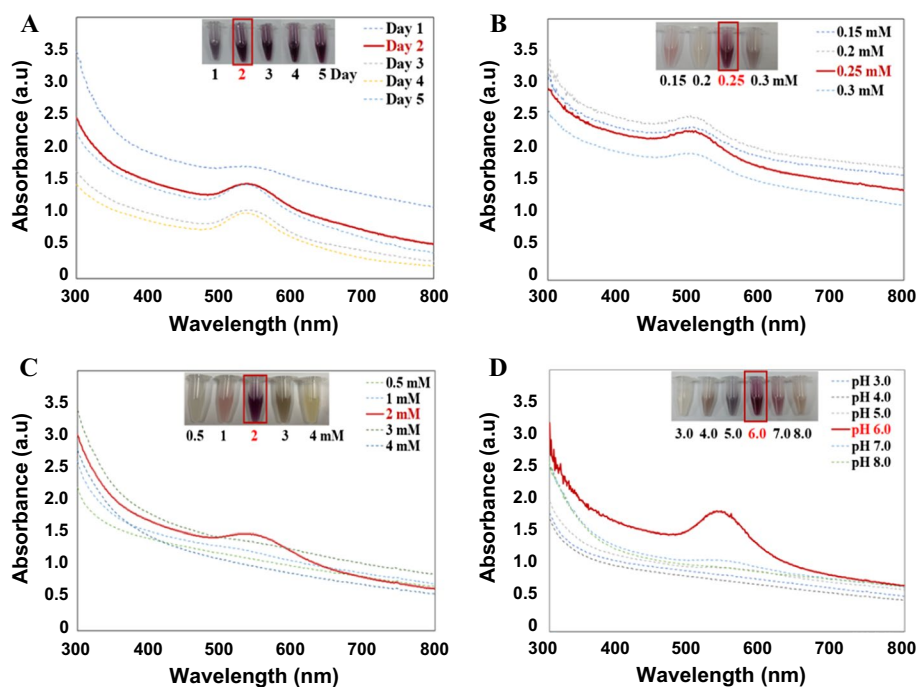 A
Absorbance (a.u)
3.5
3.0
2.5
2.0
1.5
1.0
0.5
0
300 400 500 600 700 800
Wavelength (nm)
1 2 3 4 5 Day
Day 1
Day 2
Day 3
Day 4
Day 5
B
Absorbance (a.u)
3.5
3.0
2.5
2.0
1.5
1.0
0.5
0
300 400 500 600 700 800
Wavelength (nm)
0.15 0.2 0.25 0.3 mM
0.15 mM
0.2 mM
0.25 mM
0.3 mM
C
Absorbance (a.u)
3.5
3.0
2.5
2.0
1.5
1.0
0.5
0
300 400 500 600 700 800
Wavelength (nm)
0.5 1 2 3 4 mM
0.5 mM
1 mM
2 mM
3 mM
4 mM
D
Absorbance (a.u)
3.5
3.0
2.5
2.0
1.5
1.0
0.5
0
300 400 500 600 700 800
Wavelength (nm)
3.0 4.0 5.0 6.0 7.0 8.0
pH 3.0
pH 4.0
pH 5.0
pH 6.0
pH 7.0
pH 8.0